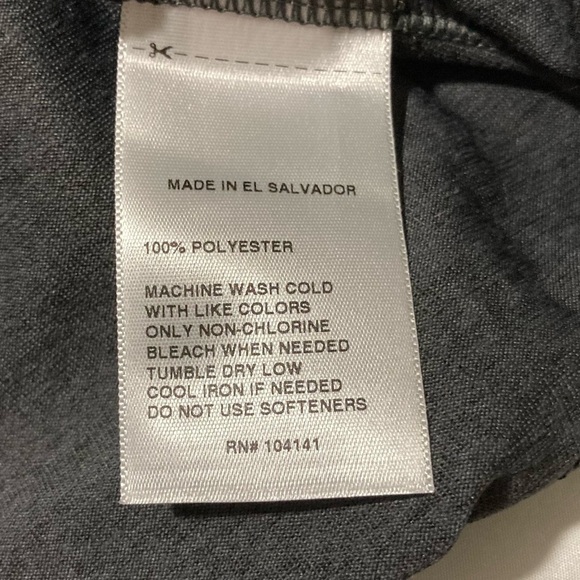 MADE IN EL SALVADOR
100% POLYESTER
MACHINE WASH COLD
WITH LIKE COLORS
ONLY NON-CHLORINE
BLEACH WHEN NEEDED
TUMBLE DRY LOW
COOL IRON IF NEEDED
DO NOT USE SOFTENERS
RN# 104141